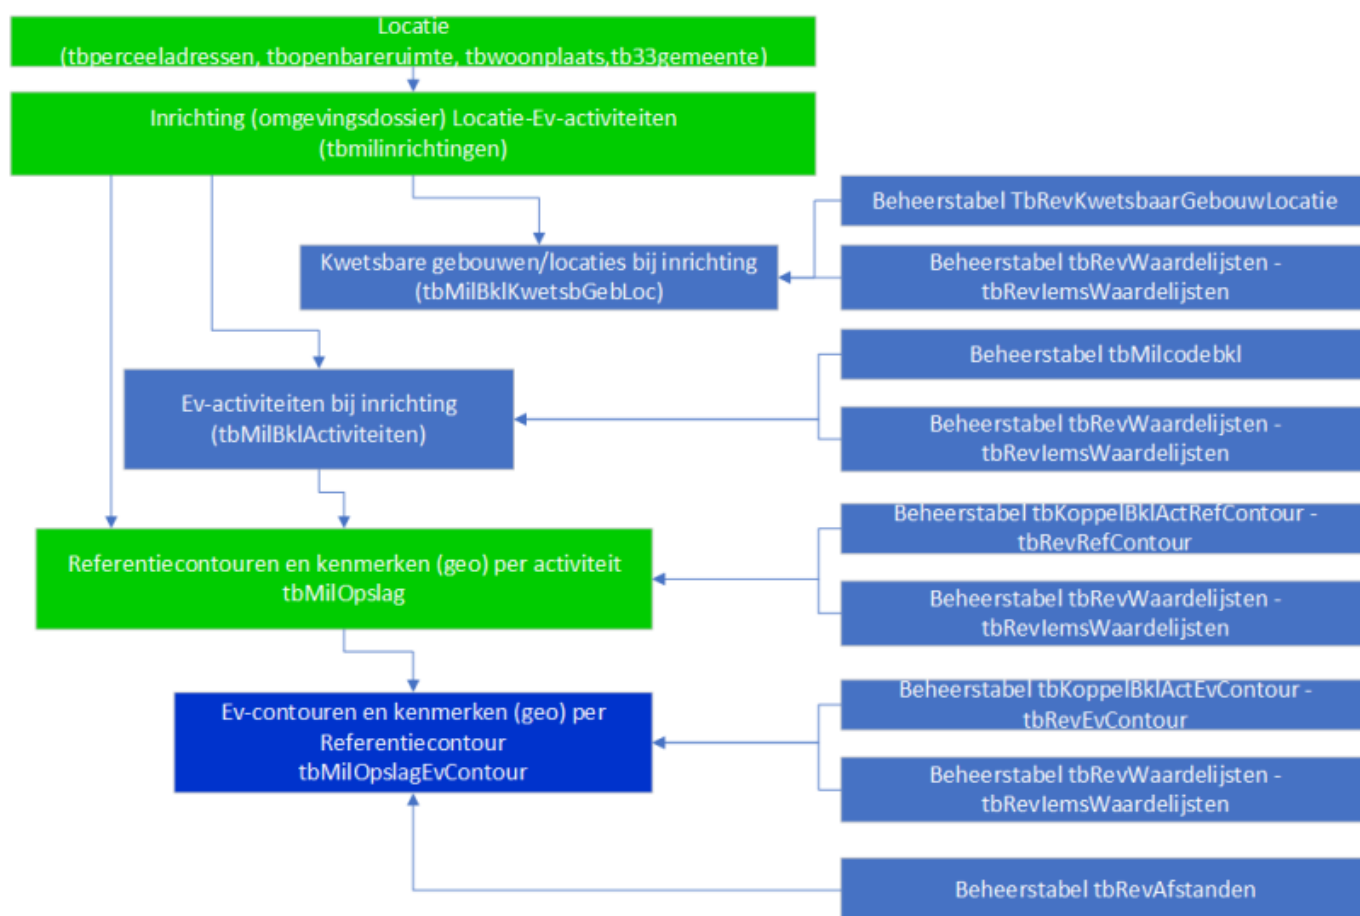 Locatie
(tbperceeladressen, tbopenbareruimte, tbwoonplaats,tb33gemeente)
Inrichting (omgevingsdossier) Locatie-Ev-activiteiten
(tbmilinrichtingen)
Beheerstabel TbRevKwetsbaarGebouwLocatie
Kwetsbare gebouwen/locaties bij inrichting
(tbMilBklKwetsbGebLoc)
Beheerstabel tbRevWaardelijsten -
tbRevIemsWaardelijsten
Beheerstabel tbMilcodebkl
Ev-activiteiten bij inrichting
(tbMilBklActiviteiten)
Beheerstabel tbRevWaardelijsten -
tbRevIemsWaardelijsten
Beheerstabel tbKoppelBklActRefContour -
tbRevRefContour
Referentiecontouren en kenmerken (geo) per activiteit
tbMilOpslag
Beheerstabel tbRevWaardelijsten -
tbRevIemsWaardelijsten
Beheerstabel tbKoppelBklActEvContour -
tbRevEvContour
Ev-contouren en kenmerken (geo) per
Referentiecontour
tbMilOpslagEvContour
Beheerstabel tbRevWaardelijsten -
tbRevIemsWaardelijsten
Beheerstabel tbRevAfstanden